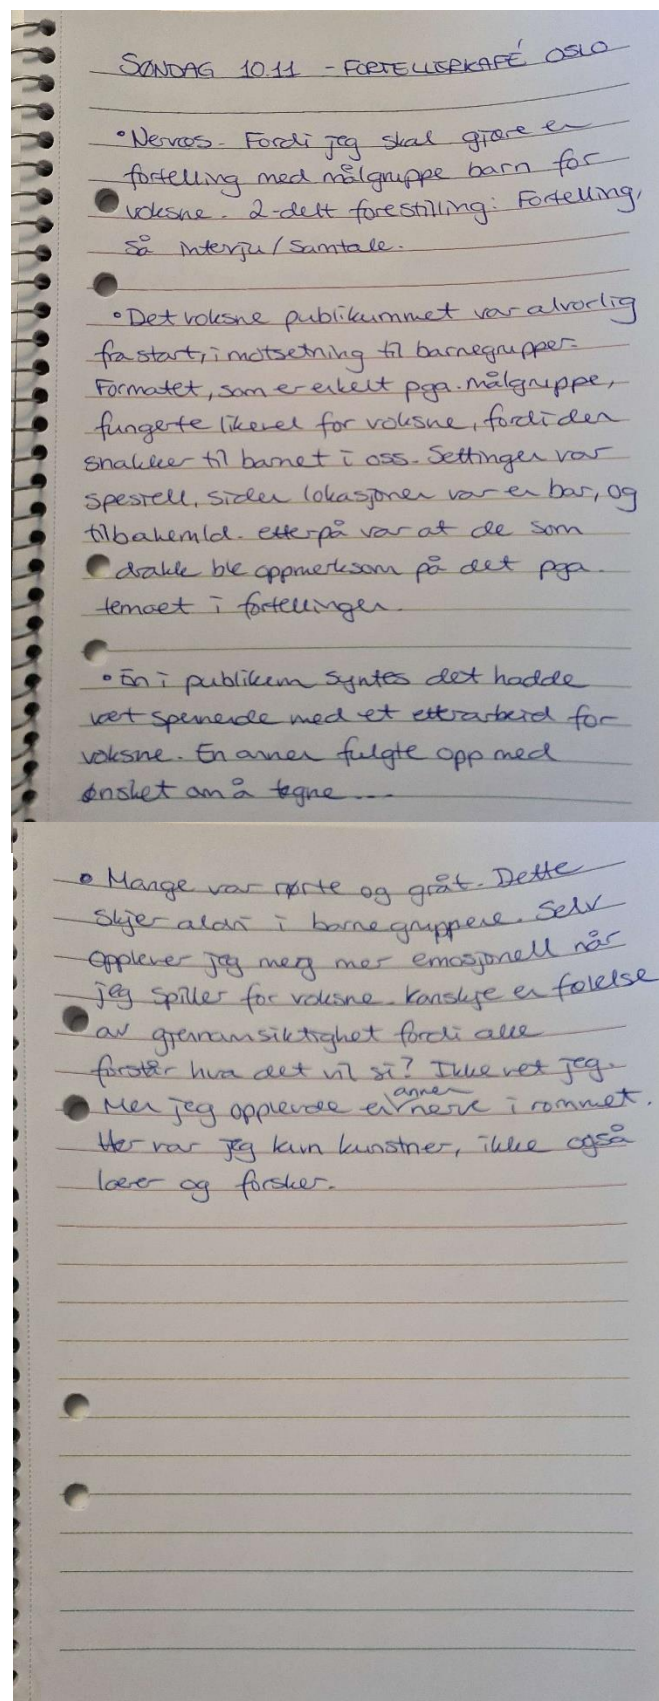 SØNDAG 10.11 - FORTELLERKAFÉ OSLO
• Nervøs. Fordi jeg skal gjøre en
fortelling med målgruppe barn for
voksne. 2-delt forestilling: Fortelling,
så intervju/samtale.
• Det voksne publikummet var alvorlig
fra start, i motsetning til barnegrupper.
Formatet, som er enkelt pga. målgruppe,
fungerte likevel for voksne, fordi den
snakker til barnet i oss. Settingen var
spesiell, siden lokasjonen var en bar, og
tilbakemeld. etterpå var at de som
drakk ble oppmerksom på det pga.
temaet i fortellingen.
• En i publikum syntes det hadde
vært spennende med et etterarbeid for
voksne. En annen fulgte opp med
ønsket om å tegne...
• Mange var rørte og gråt. Dette
skjer aldri i barnegruppene. Selv
opplever jeg meg mer emosjonell når
jeg spiller for voksne. Kanskje en følelse
av gjennomsiktighet fordi alle
forstår hva det vil si? Ikke vet jeg.
Men jeg opplevde en annen nerve i rommet.
Her var jeg kun kunstner, ikke også
lærer og forsker.